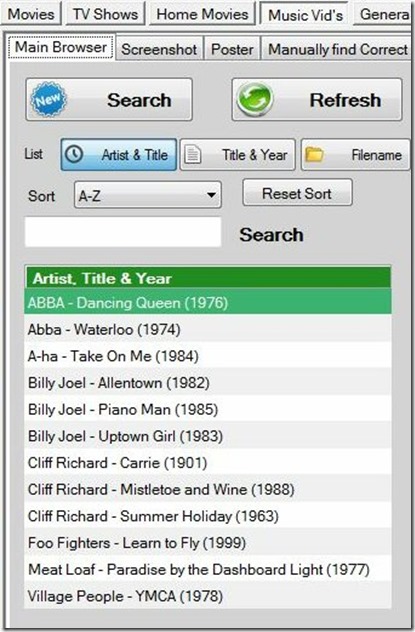 Movies TV Shows Home Movies Music Vid's Genera
Main Browser Screenshot Poster Manually find Correct
New Search Refresh
List Artist & Title Title & Year Filename
Sort A-Z Reset Sort
Search
Artist, Title & Year
ABBA - Dancing Queen (1976)
Abba - Waterloo (1974)
A-ha - Take On Me (1984)
Billy Joel - Allentown (1982)
Billy Joel - Piano Man (1985)
Billy Joel - Uptown Girl (1983)
Cliff Richard - Carrie (1901)
Cliff Richard - Mistletoe and Wine (1988)
Cliff Richard - Summer Holiday (1963)
Foo Fighters - Learn to Fly (1999)
Meat Loaf - Paradise by the Dashboard Light (1977)
Village People - YMCA (1978)